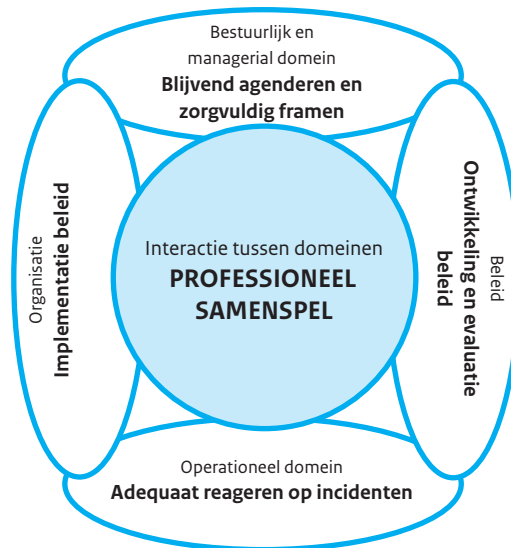 Bestuurlijk en
managerial domein
Blijvend agenderen en
zorgvuldig framen
Organisatie
Implementatie beleid
Interactie tussen domeinen
PROFESSIONEEL
SAMENSPEL
Beleid
Ontwikkeling en evaluatie
beleid
Operationeel domein
Adequaat reageren op incidenten